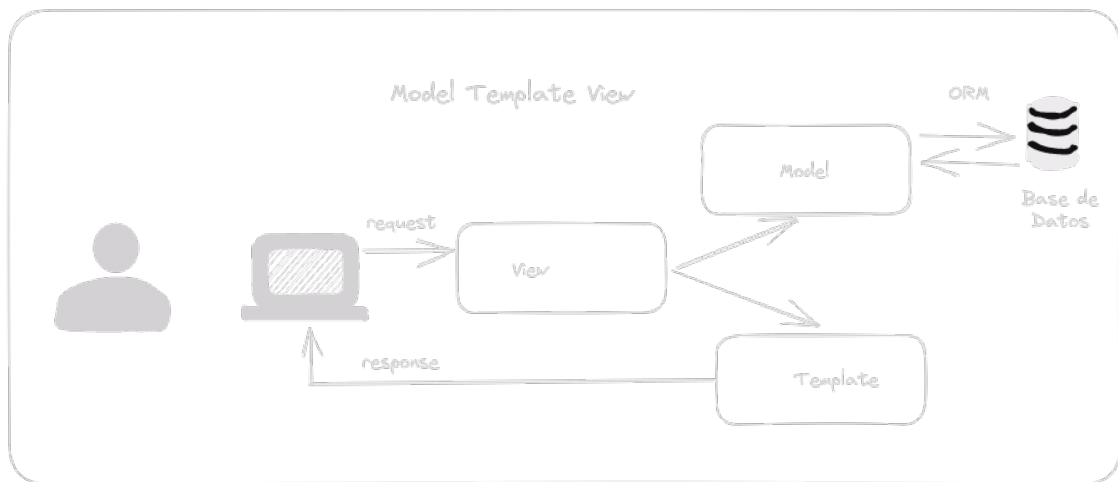 Model Template View
ORM
Model
Base de
Datos
request
View
response
Template